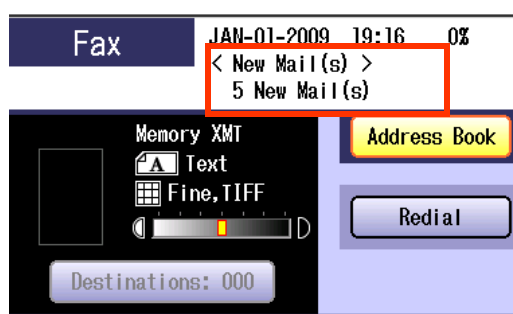 Fax
JAN-01-2009 19:16 0%
< New Mail(s) >
5 New Mail(s)
Memory XMT
A Text
Fine,TIFF
Address Book
Redial
Destinations: 000